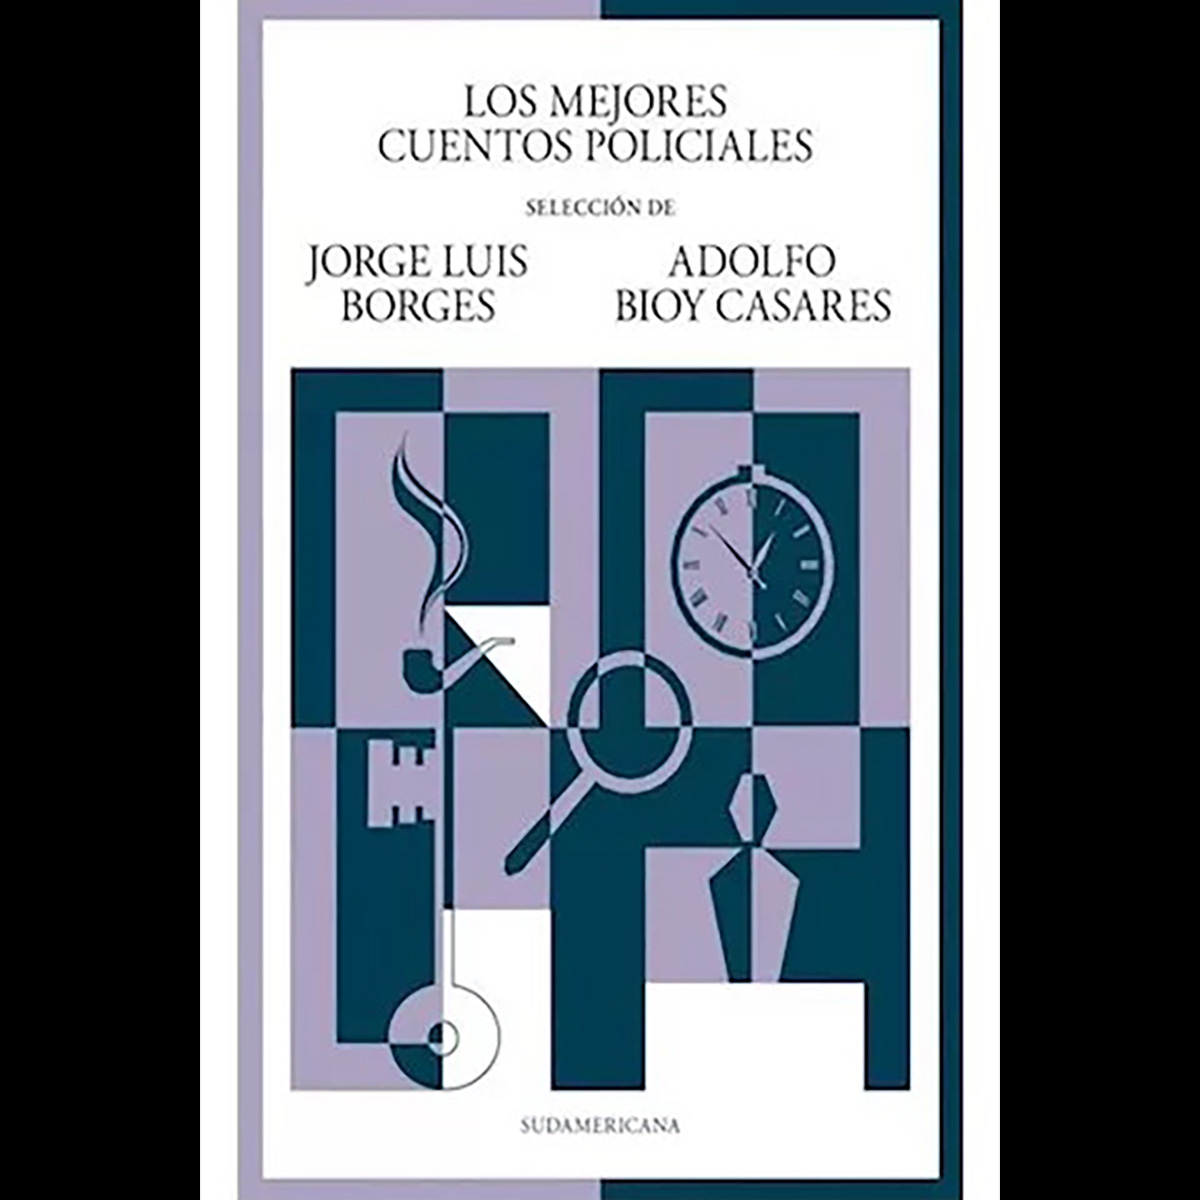 LOS MEJORES
CUENTOS POLICIALES
SELECCIÓN DE
JORGE LUIS
BORGES
ADOLFO
BIOY CASARES
SUDAMERICANA